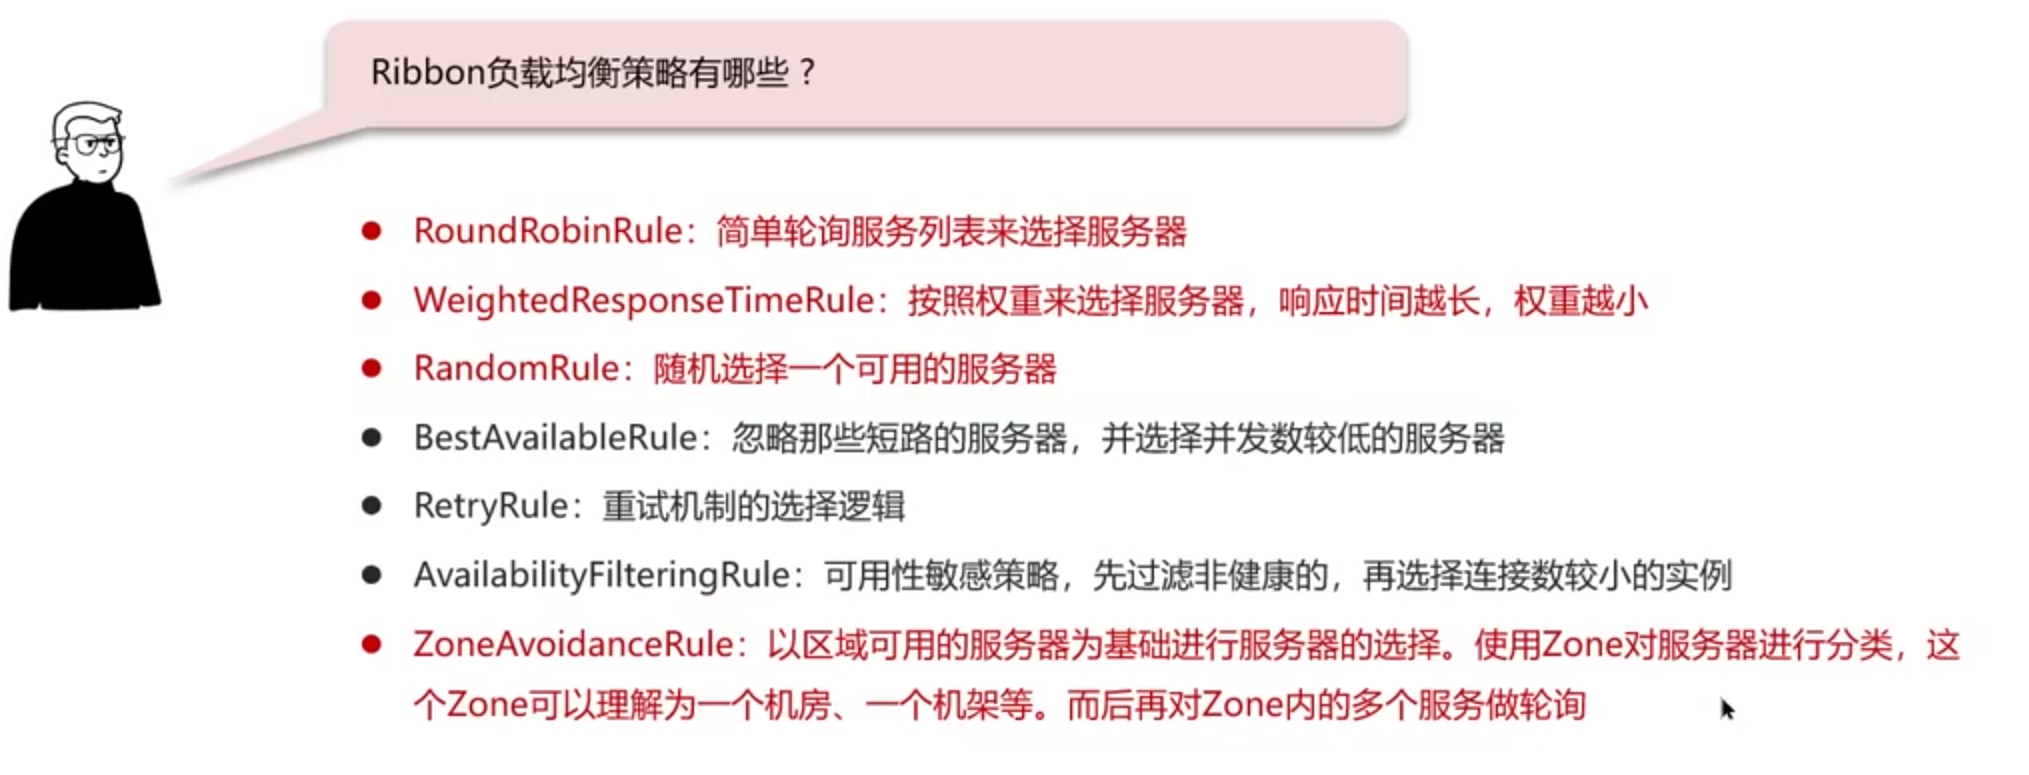 Ribbon负载均衡策略有哪些？
RoundRobinRule：简单轮询服务列表来选择服务器
WeightedResponseTimeRule：按照权重来选择服务器，响应时间越长，权重越小
RandomRule：随机选择一个可用的服务器
BestAvailableRule：忽略那些短路的服务器，并选择并发数较低的服务器
RetryRule：重试机制的选择逻辑
AvailabilityFilteringRule：可用性敏感策略，先过滤非健康的，再选择连接数较小的实例
ZoneAvoidanceRule：以区域可用的服务器为基础进行服务器的选择。使用Zone对服务器进行分类，这
个Zone可以理解为一个机房、一个机架等。而后再对Zone内的多个服务做轮询